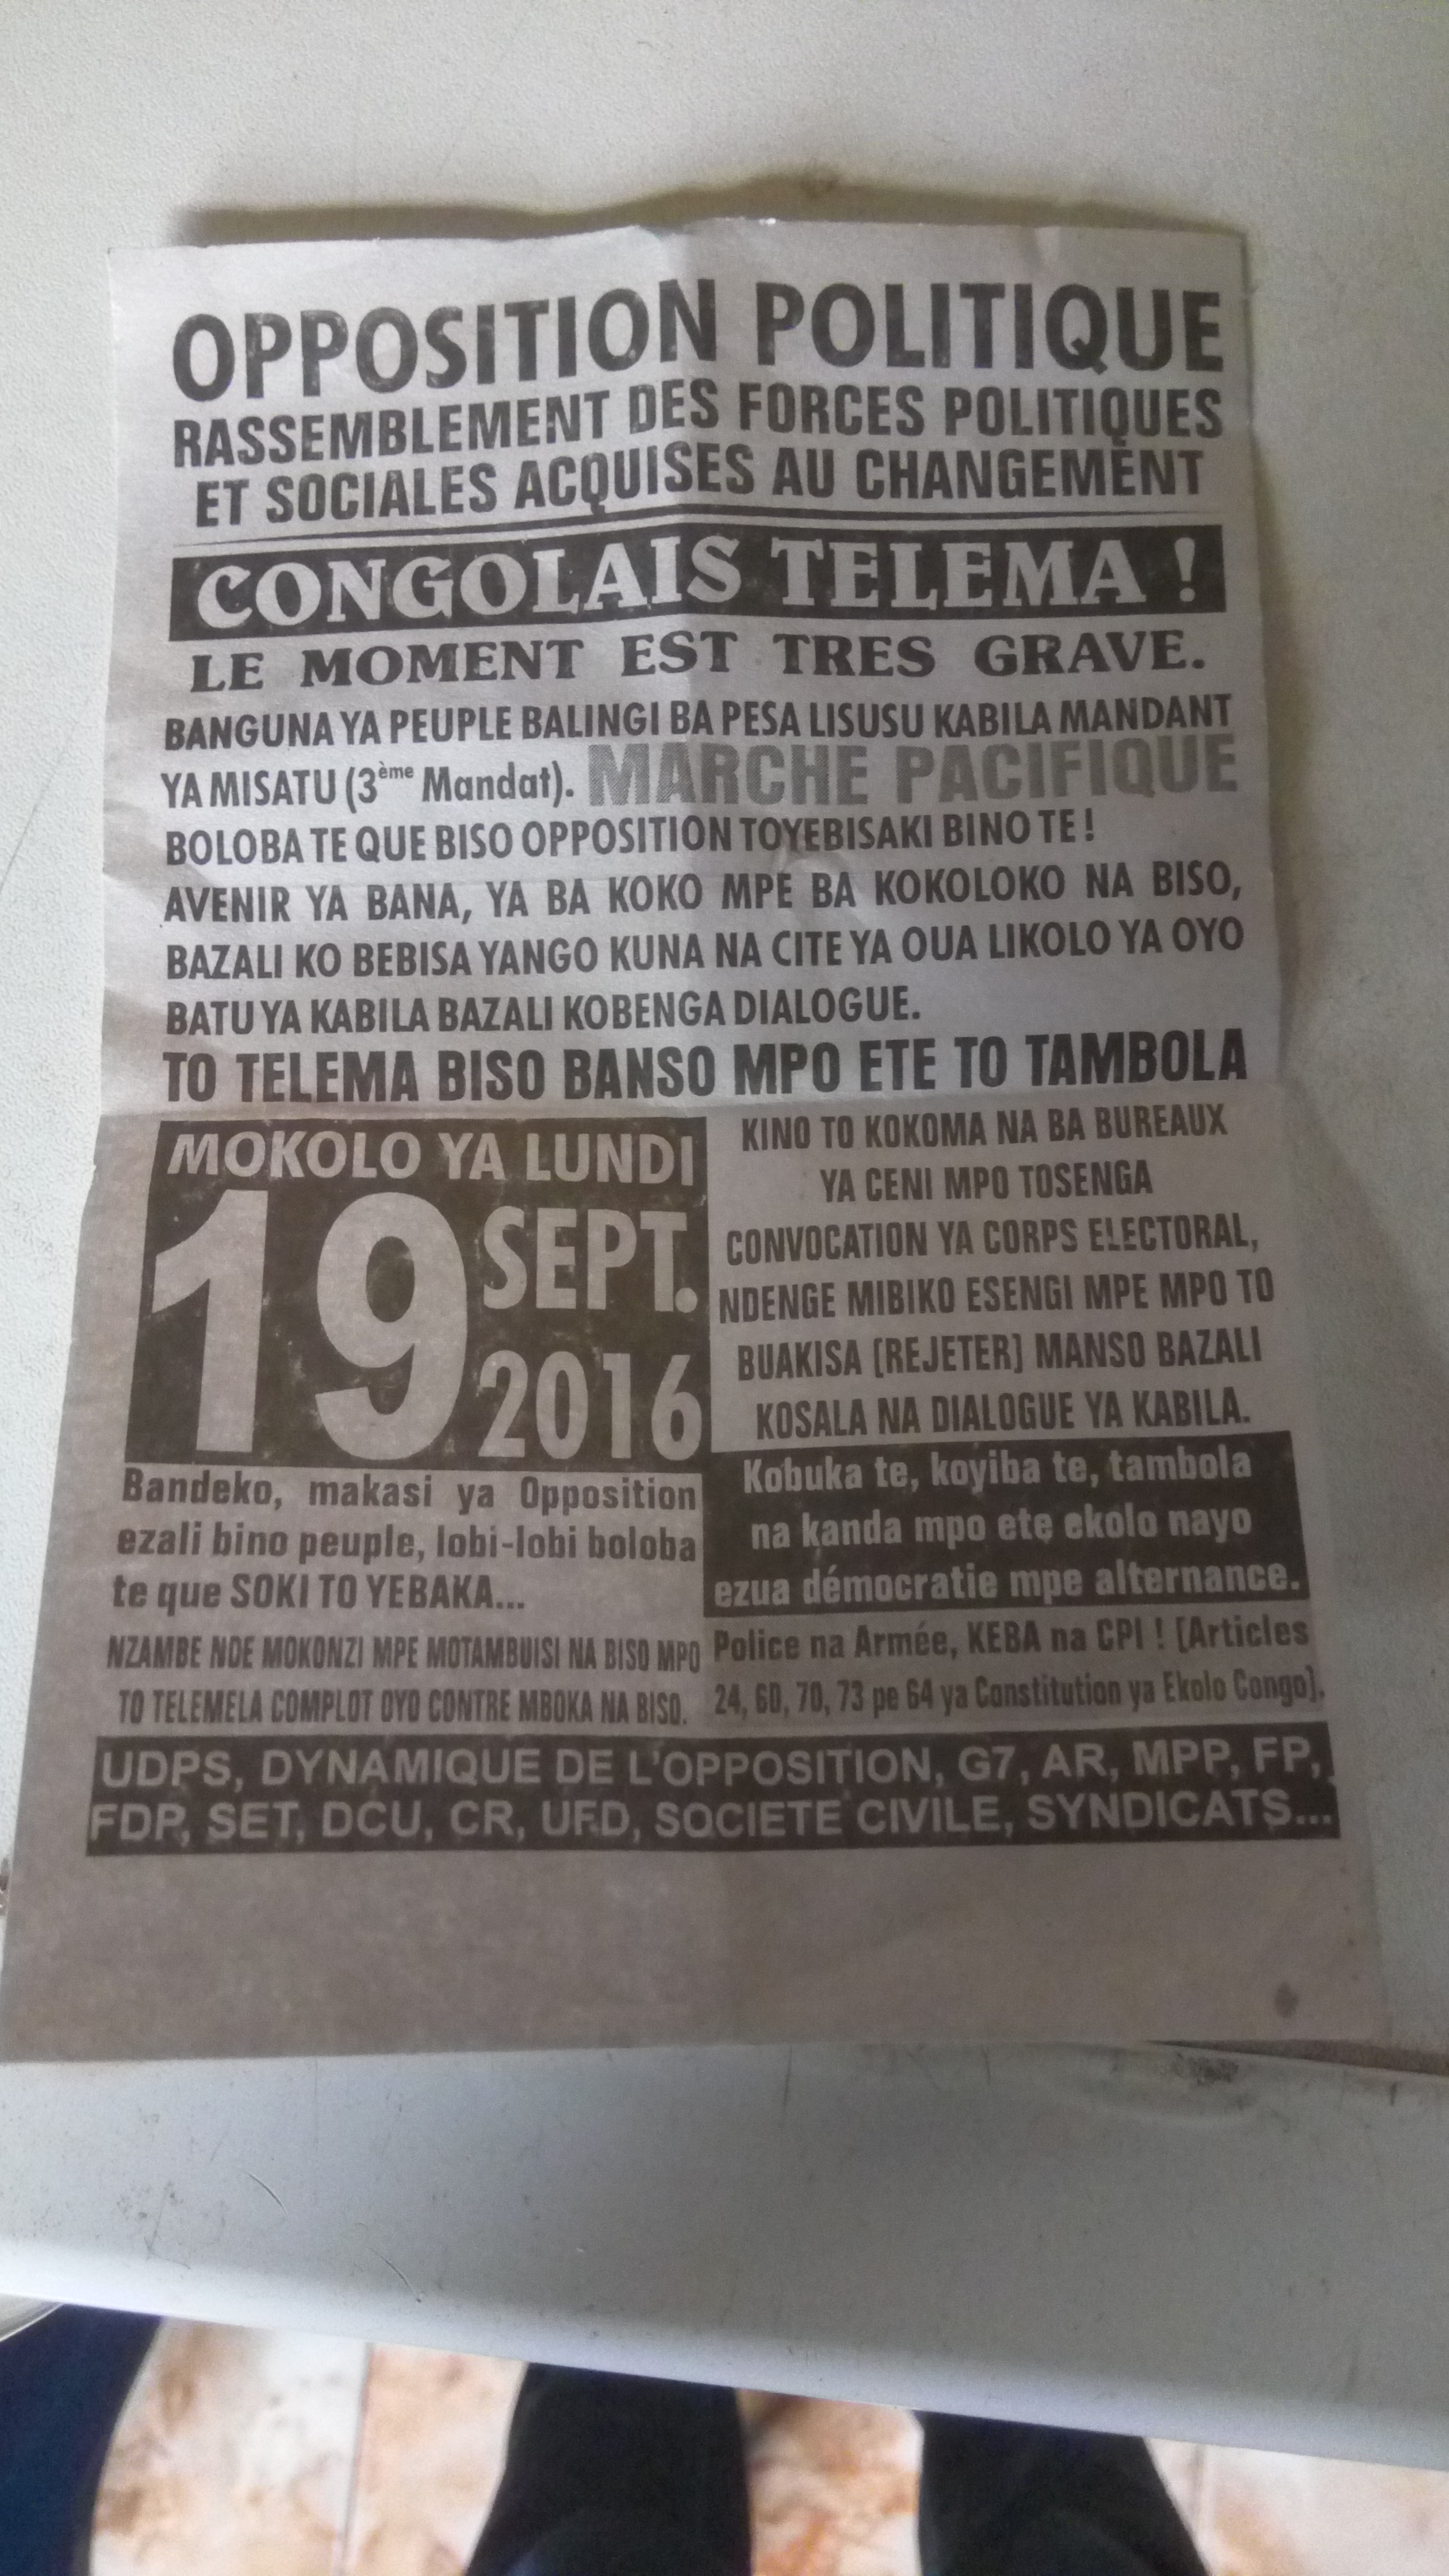 OPPOSITION POLITIQUE
RASSEMBLEMENT DES FORCES POLITIQUES
ET SOCIALES ACQUISES AU CHANGEMENT
CONGOLAIS TELEMA !
LE MOMENT EST TRES GRAVE.
BANGUNA YA PEUPLE BALINGI BA PESA LISUSU KABILA MANDANT
YA MISATU (3ème Mandat). MARCHE PACIFIQUE
BOLOBA TE QUE BISO OPPOSITION TOYEBISAKI BINO TE !
AVENIR YA BANA, YA BA KOKO MPE BA KOKOLOKO NA BISO,
BAZALI KO BEBISA YANGO KUNA NA CITE YA OUA LIKOLO YA OYO
BATU YA KABILA BAZALI KOBENGA DIALOGUE.
TO TELEMA BISO BANSO MPO ETE TO TAMBOLA
MOKOLO YA LUNDI
19 SEPT.
2016
KINO TO KOKOMA NA BA BUREAUX
YA CENI MPO TOSENGA
CONVOCATION YA CORPS ELECTORAL,
NDENGE MIBIKO ESENGI MPE MPO TO
BUAKISA (REJETER) MANSO BAZALI
KOSALA NA DIALOGUE YA KABILA.
Bandeko, makasi ya Opposition
ezali bino peuple, lobi-lobi boloba
te que SOKI TO YEBAKA...
NZAMBE NDE MOKONZI MPE MOTAMBUISI NA BISO MPO
TO TELEMELA COMPLOT OYO CONTRE MBOKA NA BISO.
Kobuka te, koyiba te, tambola
na kanda mpo ete ekolo nayo
ezua démocratie mpe alternance.
Police na Armée, KEBA na CPI ! (Articles
24, 60, 70, 73 pe 64 ya Constitution ya Ekolo Congo).
UDPS, DYNAMIQUE DE L'OPPOSITION, G7, AR, MPP, FP,
FDP, SET, DCU, CR, UFD, SOCIETE CIVILE, SYNDICATS...